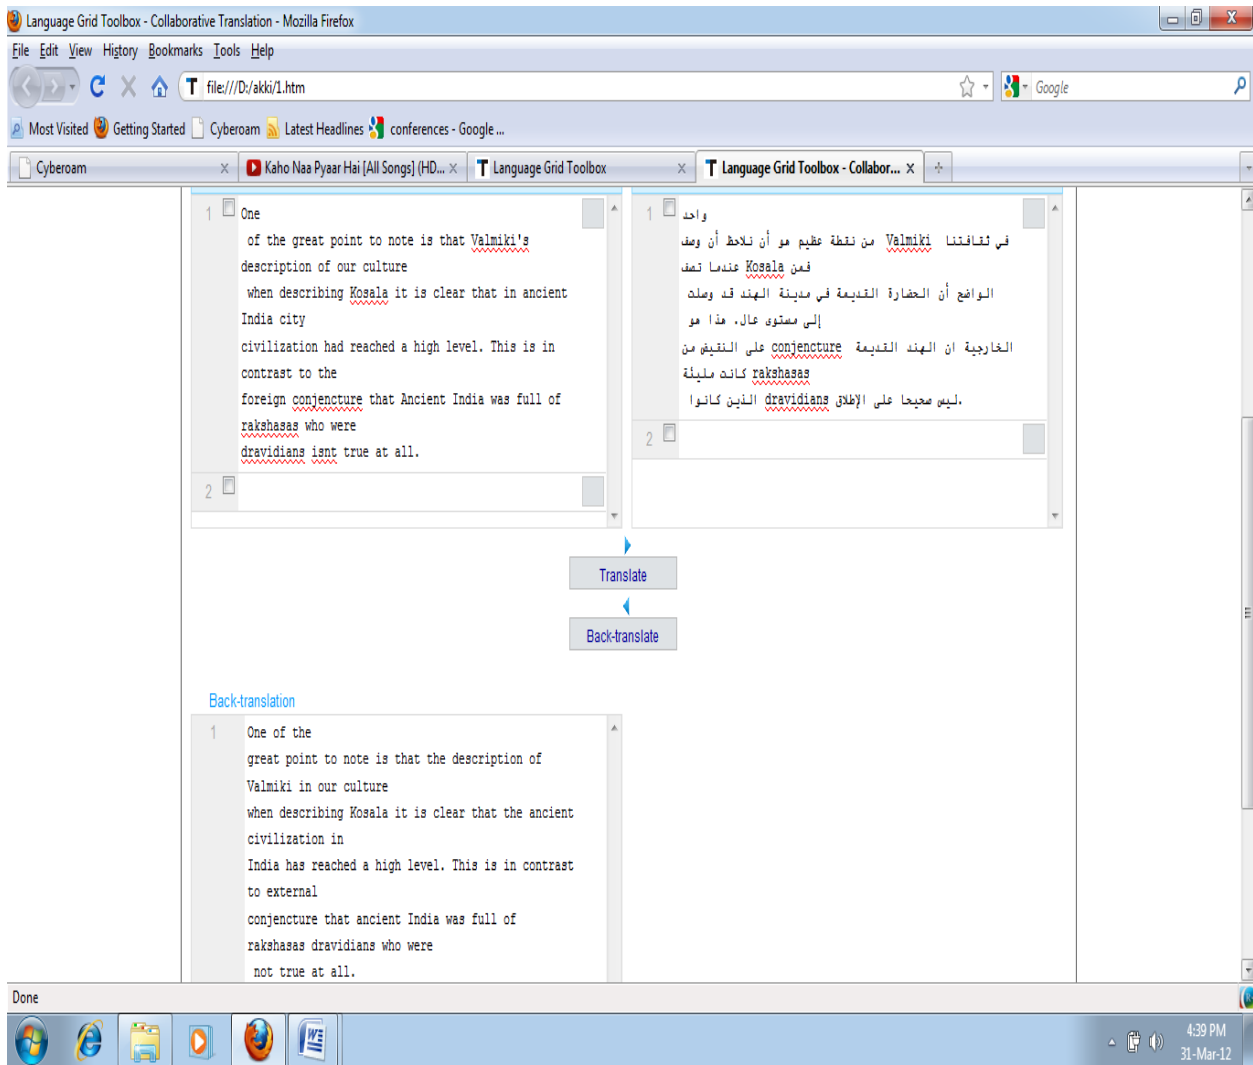 Language Grid Toolbox - Collaborative Translation - Mozilla Firefox
File Edit View History Bookmarks Tools Help
file:///D:/akki/1.htm
Google
Most Visited Getting Started Cyberoam Latest Headlines conferences - Google ...
Cyberoam
Kaho Naa Pyaar Hai [All Songs] (HD...
Language Grid Toolbox
Language Grid Toolbox - Collabor...
1 One
of the great point to note is that Valmiki's
description of our culture
when describing Kosala it is clear that in ancient
India city
civilization had reached a high level. This is in
contrast to the
foreign conjencture that Ancient India was full of
rakshasas who were
dravidians isnt true at all.
2
1 واحد
في ثقافتنا Valmiki من نقطة عظيم هو أن نلاحظ أن وصف
فمن Kosala عندما تصف
الواضح أن الحضارة القديمة في مدينة الهند قد وصلت
إلى مستوى عال. هذا هو
الخارجية ان الهند القديمة conjencture على النقيض من
كانت مليئة rakshasas
.ليس صحيحا على الإطلاق dravidians الذين كانوا
2
Translate
Back-translate
Back-translation
1 One of the
great point to note is that the description of
Valmiki in our culture
when describing Kosala it is clear that the ancient
civilization in
India has reached a high level. This is in contrast
to external
conjencture that ancient India was full of
rakshasas dravidians who were
not true at all.
Done
4:39 PM
31-Mar-12